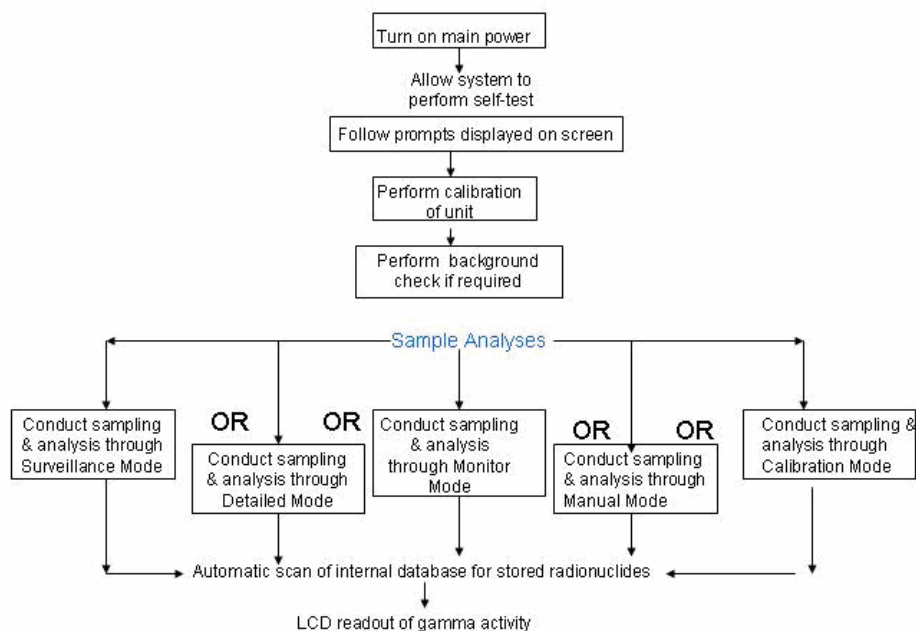 Turn on main power
Allow system to
perform self-test
Follow prompts displayed on screen
Perform calibration
of unit
Perform background
check if required
Sample Analyses
Conduct sampling
& analysis through
Surveillance Mode
OR
Conduct sampling
& analysis through
Detailed Mode
OR
Conduct sampling
& analysis
through Monitor
Mode
OR
Conduct sampling
& analysis through
Manual Mode
OR
Conduct sampling &
analysis through
Calibration Mode
Automatic scan of internal database for stored radionuclides
LCD readout of gamma activity